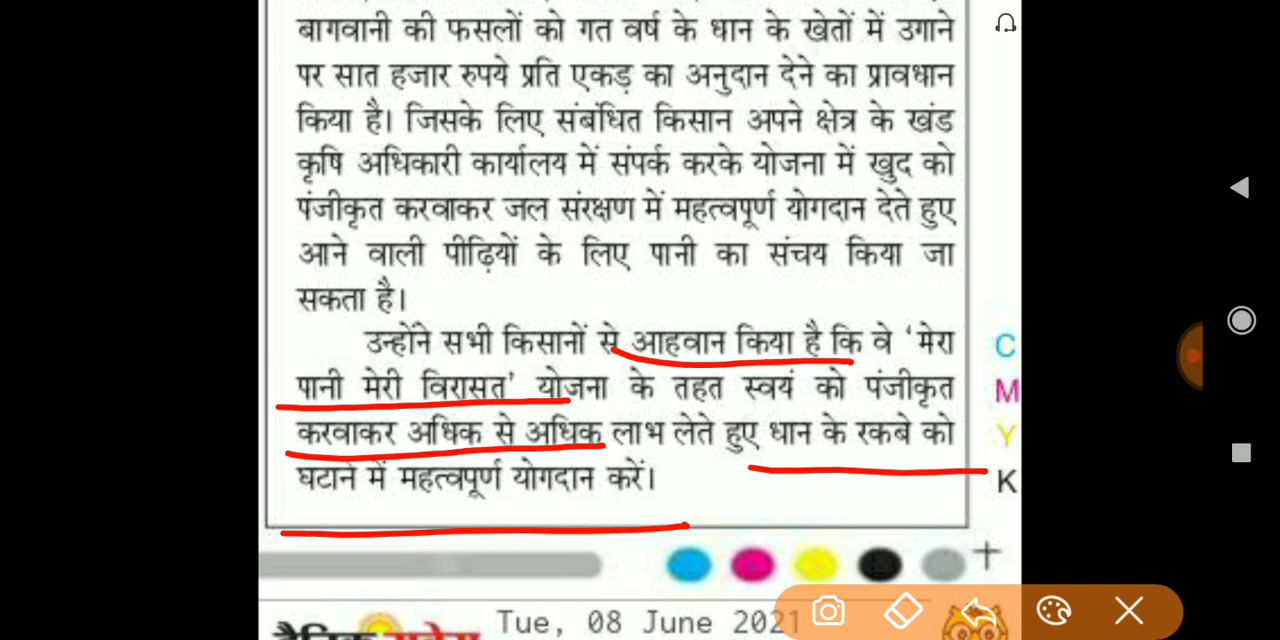 बागवानी की फसलों को गत वर्ष के धान के खेतों में उगाने
पर सात हजार रुपये प्रति एकड़ का अनुदान देने का प्रावधान
किया है। जिसके लिए संबंधित किसान अपने क्षेत्र के खंड
कृषि अधिकारी कार्यालय में संपर्क करके योजना में खुद को
पंजीकृत करवाकर जल संरक्षण में महत्वपूर्ण योगदान देते हुए
आने वाली पीढ़ियों के लिए पानी का संचय किया जा
सकता है।
उन्होंने सभी किसानों से आहवान किया है कि वे 'मेरा
पानी मेरी विरासत' योजना के तहत स्वयं को पंजीकृत
करवाकर अधिक से अधिक लाभ लेते हुए धान के रकबे को
घटाने में महत्वपूर्ण योगदान करें।
C
M
Y
K
दैनिक सवेरा
Tue, 08 June 2021